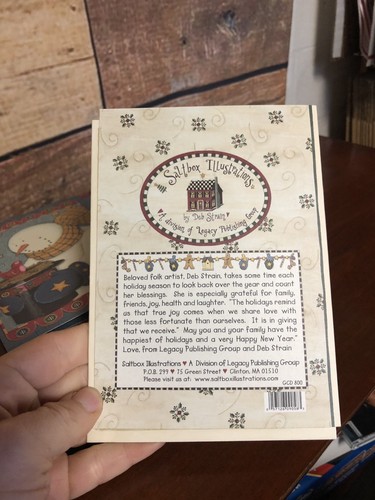 Saltbox Illustrations
by Deb Strain
A division of Legacy Publishing Group
Beloved folk artist, Deb Strain, takes some time each
holiday season to look back over the year and count
her blessings. She is especially grateful for family,
friends, joy, health and laughter. "The holidays remind
us that true joy comes when we share love with
those less fortunate than ourselves. It is in giving
that we receive." May you and your family have the
happiest of holidays and a very Happy New Year."
Love, from Legacy Publishing Group and Deb Strain
Saltbox Illustrations ♥ A Division of Legacy Publishing Group
P.O.B. 299 ♥ 75 Green Street ♥ Clinton, MA 01510
Please visit us at: www.saltboxillustrations.com
GCD 800